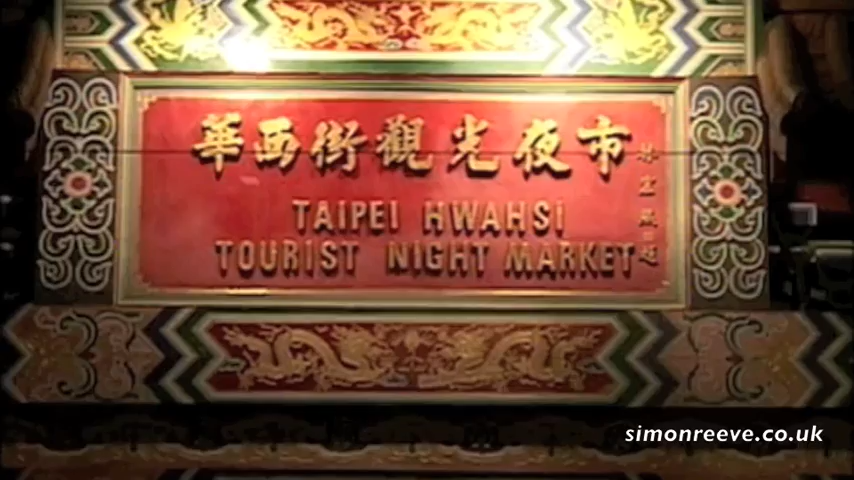 華西街觀光夜市
TAIPEI HWAHSI
TOURIST NIGHT MARKET
simonreeve.co.uk